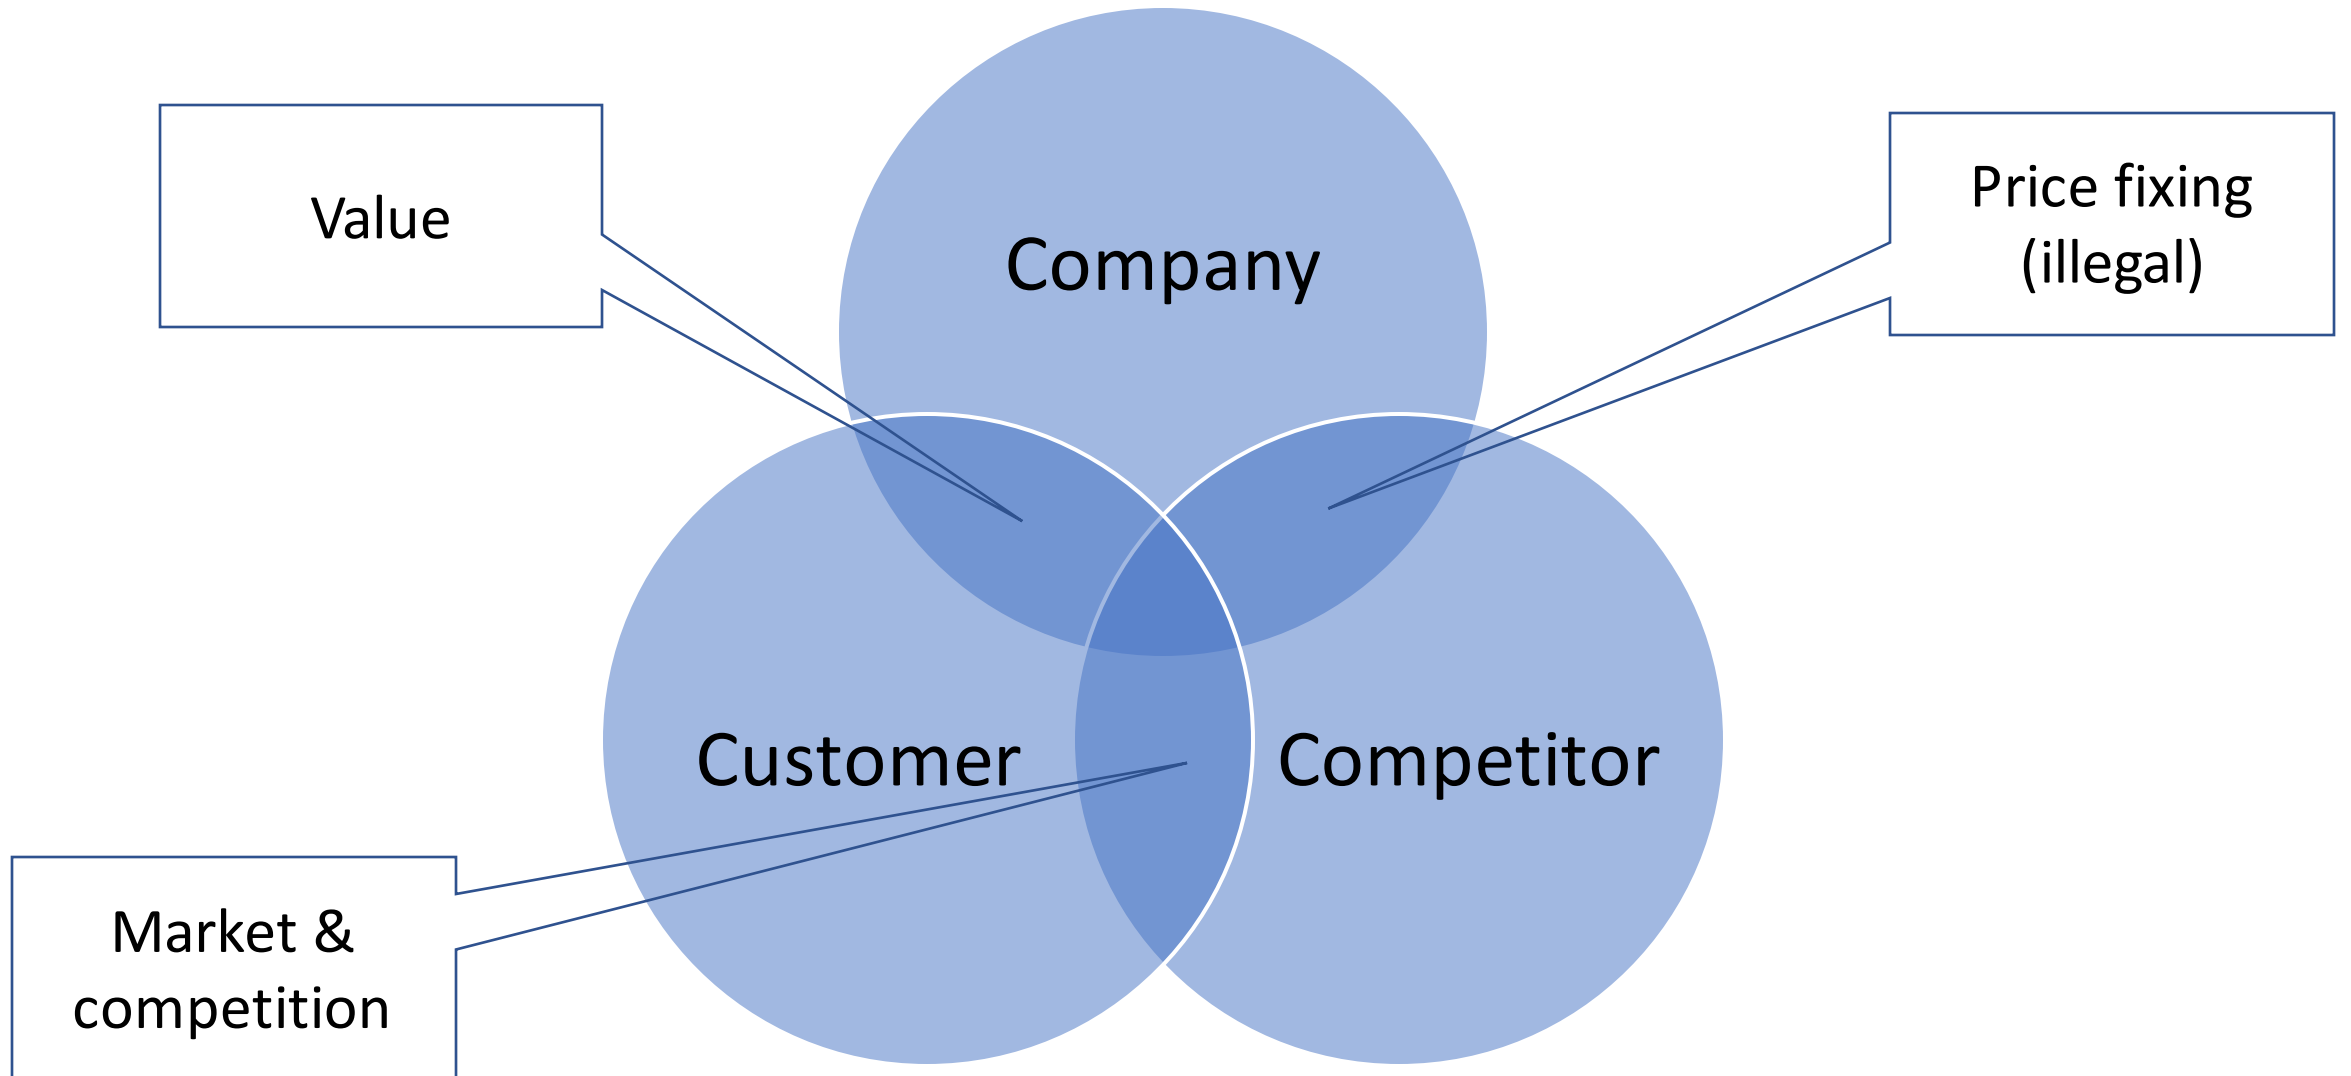 Value
Company
Price fixing
(illegal)
Customer
Competitor
Market &
competition